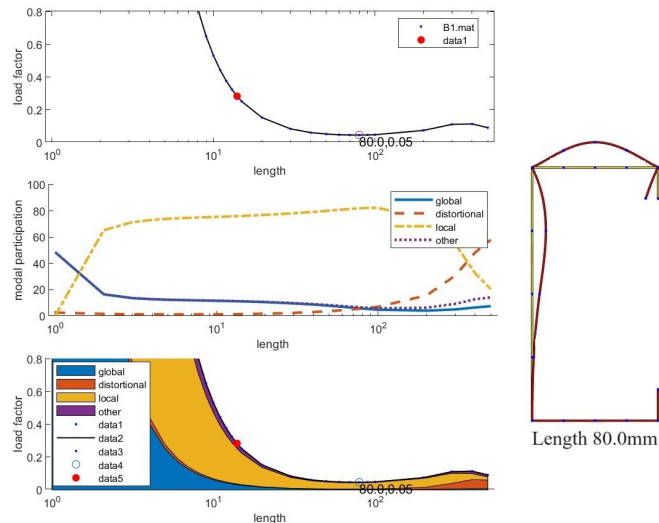 0.8
0.6
0.4
0.2
0
load factor
B1.mat
data1
80.0,0.05
10^0
10^1
10^2
length
100
80
60
40
20
0
modal participation
global
distortional
local
other
10^0
10^1
10^2
length
0.8
0.6
0.4
0.2
0
load factor
global
distortional
local
other
data1
data2
data3
data4
data5
80.0,0.05
10^0
10^1
10^2
length
Length 80.0mm